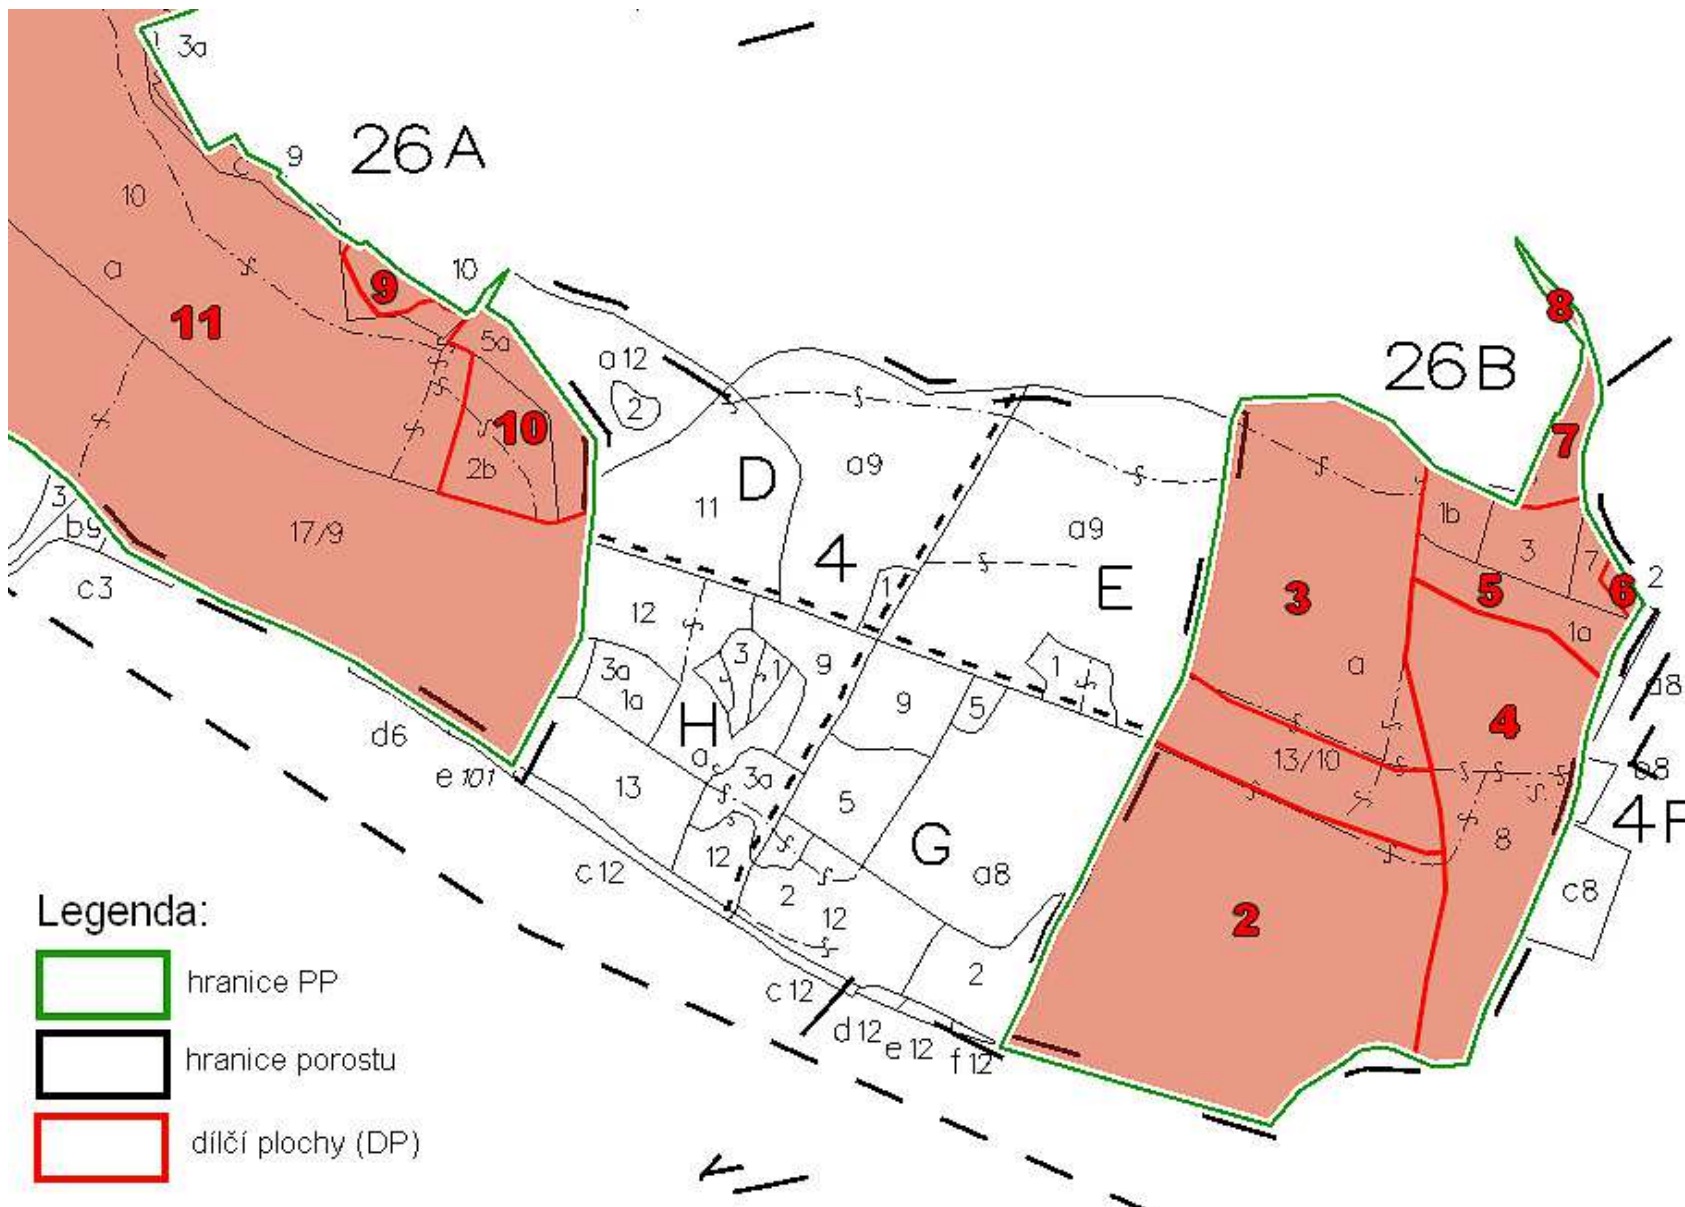 3a
9
26A
10
a
10
9
11
5a
10
2b
17/9
3
b9
c3
a12
2
D
a9
11
4
1
a9
E
26B
8
7
1b
3
7
2
6
5
1a
3
a
4
a8
13/10
a8
4F
8
c8
2
12
3a
1a
3
1
9
H
a
9
5
1
d6
e 101
13
3a
5
12
c12
2
12
G
a8
2
c12
d12
e12
f12
Legenda:
hranice PP
hranice porostu
dílčí plochy (DP)